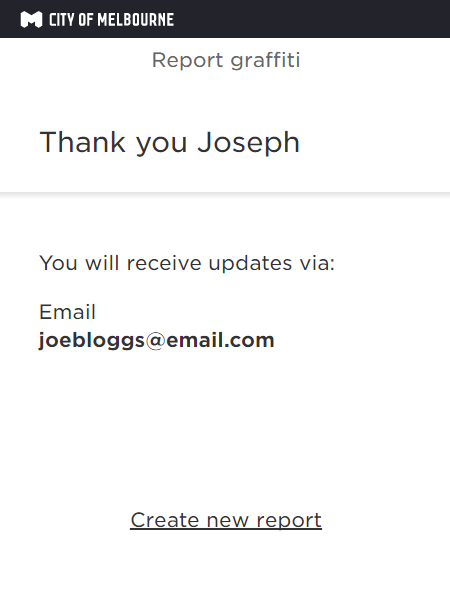 CITY OF MELBOURNE
Report graffiti
Thank you Joseph
You will receive updates via:
Email
joebloggs@email.com
Create new report